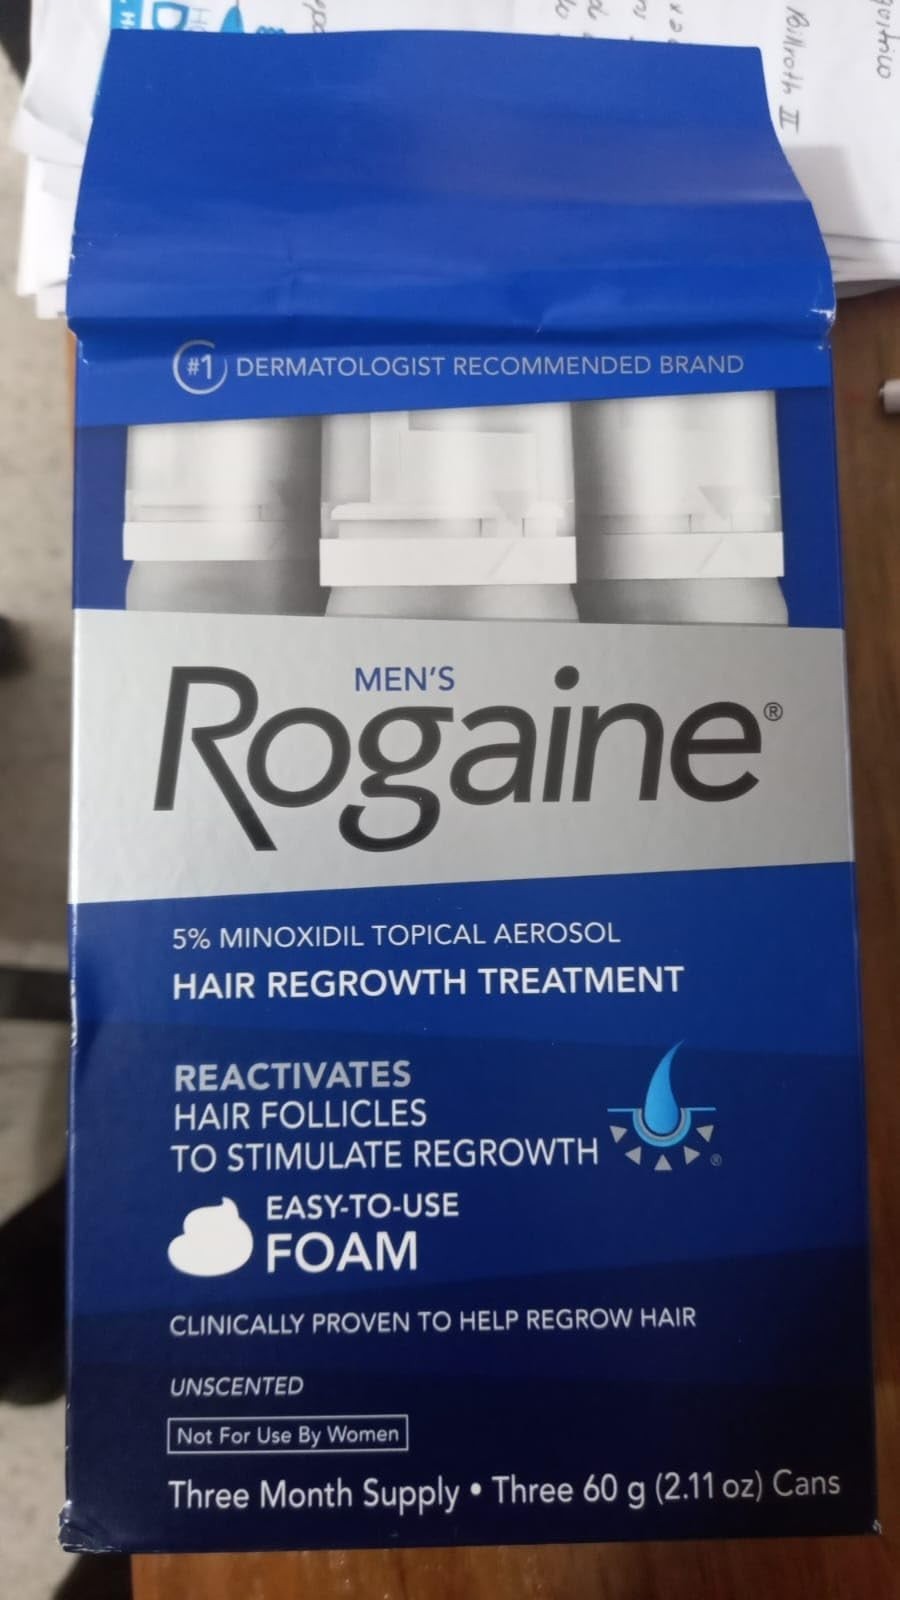 Billroth II
#1 DERMATOLOGIST RECOMMENDED BRAND
MEN'S
Rogaine®
5% MINOXIDIL TOPICAL AEROSOL
HAIR REGROWTH TREATMENT
REACTIVATES
HAIR FOLLICLES
TO STIMULATE REGROWTH
®
EASY-TO-USE
FOAM
CLINICALLY PROVEN TO HELP REGROW HAIR
UNSCENTED
Not For Use By Women
Three Month Supply • Three 60 g (2.11 oz) Cans